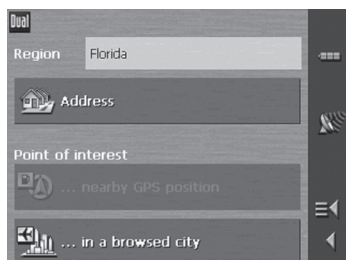 Dual
Region Florida
Address
Point of interest
... nearby GPS position
... in a browsed city